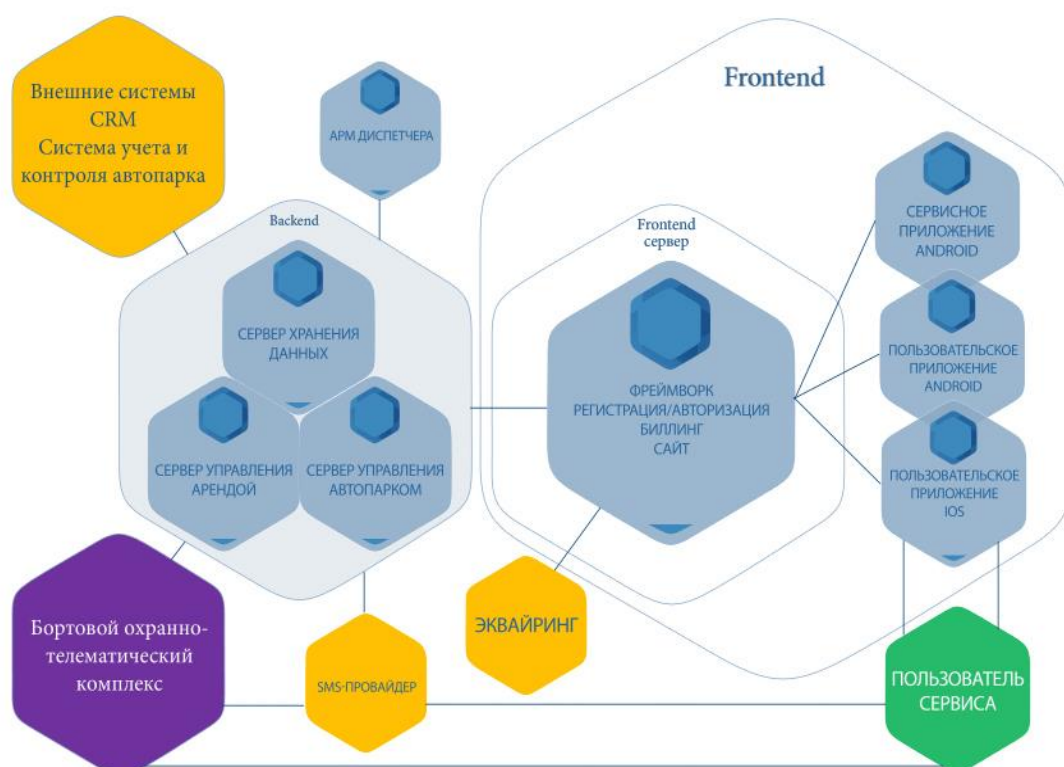 Внешние системы
CRM
Система учета и
контроля автопарка
АРМ ДИСПЕТЧЕРА
Frontend
Backend
СЕРВЕР ХРАНЕНИЯ
ДАННЫХ
СЕРВЕР УПРАВЛЕНИЯ
АРЕНДОЙ
СЕРВЕР УПРАВЛЕНИЯ
АВТОПАРКОМ
Frontend
сервер
ФРЕЙМВОРК
РЕГИСТРАЦИЯ/АВТОРИЗАЦИЯ
БИЛЛИНГ
САЙТ
СЕРВИСНОЕ
ПРИЛОЖЕНИЕ
ANDROID
ПОЛЬЗОВАТЕЛЬСКОЕ
ПРИЛОЖЕНИЕ
ANDROID
ПОЛЬЗОВАТЕЛЬСКОЕ
ПРИЛОЖЕНИЕ
IOS
Бортовой охранно-
телематический
комплекс
SMS-ПРОВАЙДЕР
ЭКВАЙРИНГ
ПОЛЬЗОВАТЕЛЬ
СЕРВИСА